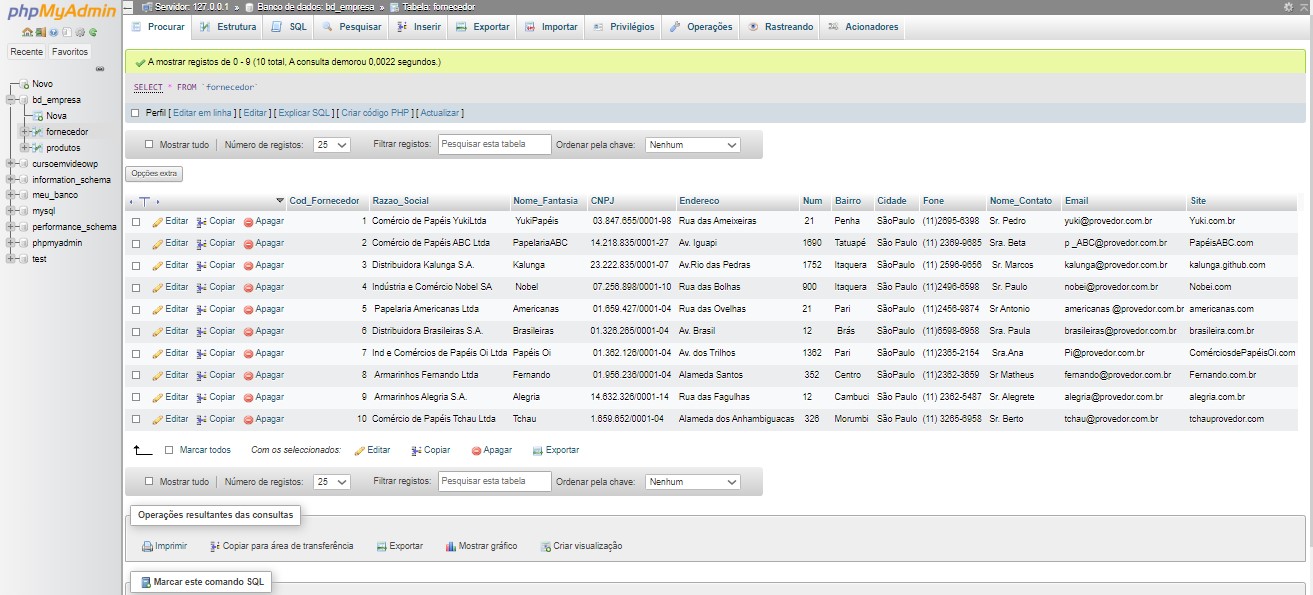 phpMyAdmin
Servidor: 127.0.0.1 » Banco de dados: bd_empresa » Tabela: fornecedor
Procurar Estrutura SQL Pesquisar Inserir Exportar Importar Privilégios Operações Rastreando Acionadores
Recente Favoritos
Novo
bd_empresa
Nova
fornecedor
produtos
cursoemvideowp
information_schema
meu_banco
mysql
performance_schema
phpmyadmin
test
A mostrar registos de 0 - 9 (10 total, A consulta demorou 0,0022 segundos.)
SELECT * FROM `fornecedor`
Perfil [ Editar em linha ] [ Editar ] [ Explicar SQL ] [ Criar código PHP ] [ Actualizar ]
Mostrar tudo | Número de registos: 25 Filtrar registos: Pesquisar esta tabela Ordenar pela chave: Nenhum
Opções extra
Cod_Fornecedor Razao_Social Nome_Fantasia CNPJ Endereco Num Bairro Cidade Fone Nome_Contato Email Site
Editar Copiar Apagar 1 Comércio de Papéis YukiLtda YukiPapéis 03.847.655/0001-98 Rua das Ameixeiras 21 Penha SãoPaulo (11)2695-6398 Sr. Pedro yuki@provedor.com.br Yuki.com.br
Editar Copiar Apagar 2 Comércio de Papéis ABC Ltda PapelariaABC 14.218.835/0001-27 Av. Iguapi 1690 Tatuapé São Paulo (11) 2369-9685 Sra. Beta p _ABC@provedor.com.br PapéisABC.com
Editar Copiar Apagar 3 Distribuidora Kalunga S.A. Kalunga 23.222.835/0001-07 Av.Rio das Pedras 1752 Itaquera SãoPaulo (11) 2596-9656 Sr. Marcos kalunga@provedor.com.br kalunga.github.com
Editar Copiar Apagar 4 Indústria e Comércio Nobel SA Nobel 07.256.898/0001-10 Rua das Bolhas 900 Itaquera São Paulo (11)2496-6598 Sr. Paulo nobei@provedor.com.br Nobei.com
Editar Copiar Apagar 5 Papelaria Americanas Ltda Americanas 01.659.427/0001-04 Rua das Ovelhas 21 Pari SãoPaulo (11)2456-9874 Sr Antonio americanas @provedor.com.br americanas.com
Editar Copiar Apagar 6 Distribuidora Brasileiras S.A. Brasileiras 01.326.265/0001-04 Av. Brasil 12 Brás SãoPaulo (11)6598-6958 Sra. Paula brasileiras@provedor.com.br brasileira.com.br
Editar Copiar Apagar 7 Ind e Comércios de Papéis Oi Ltda Papéis Oi 01.362.126/0001-04 Av. dos Trilhos 1362 Pari SãoPaulo (11)2365-2154 Sra.Ana Pi@provedor.com.br ComérciosdePapéisOi.com
Editar Copiar Apagar 8 Armarinhos Fernando Ltda Fernando 01.956.236/0001-04 Alameda Santos 352 Centro SãoPaulo (11)2362-3659 Sr Matheus fernando@provedor.com.br Fernando.com.br
Editar Copiar Apagar 9 Armarinhos Alegria S.A. Alegria 14.632.326/0001-14 Rua das Fagulhas 12 Cambuci São Paulo (11) 2362-5487 Sr. Alegrete alegria@provedor.com.br alegria.com.br
Editar Copiar Apagar 10 Comércio de Papéis Tchau Ltda Tchau 1.659.652/0001-04 Alameda dos Anhambiguacas 326 Morumbi São Paulo (11) 3265-6958 Sr. Berto tchau@provedor.com.br tchauprovedor.com
Marcar todos Com os seleccionados: Editar Copiar Apagar Exportar
Mostrar tudo | Número de registos: 25 Filtrar registos: Pesquisar esta tabela Ordenar pela chave: Nenhum
Operações resultantes das consultas
Imprimir Copiar para área de transferência Exportar Mostrar gráfico Criar visualização
Marcar este comando SQL